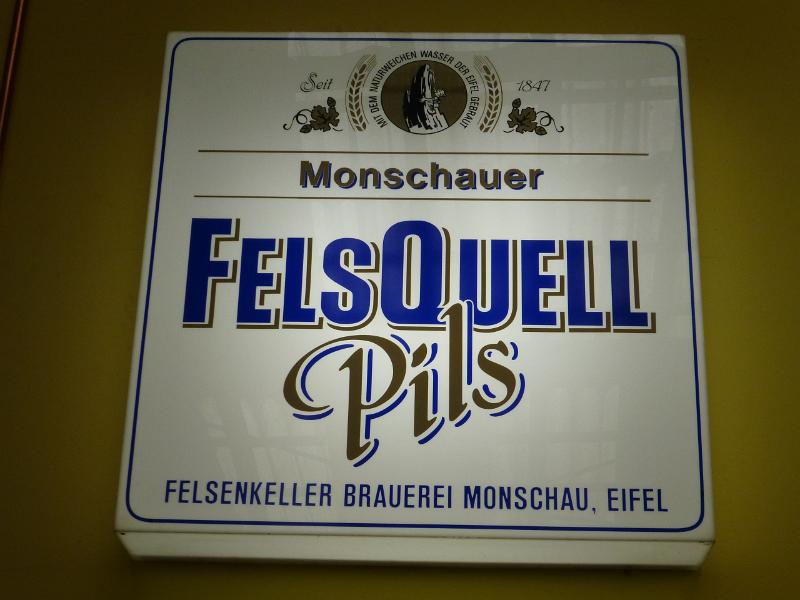 MIT DEM NATURWEICHEN WASSER DER EIFEL GEBRAUT
Seit 1847
Monschauer
FELSQUELL
Pils
FELSENKELLER BRAUEREI MONSCHAU, EIFEL